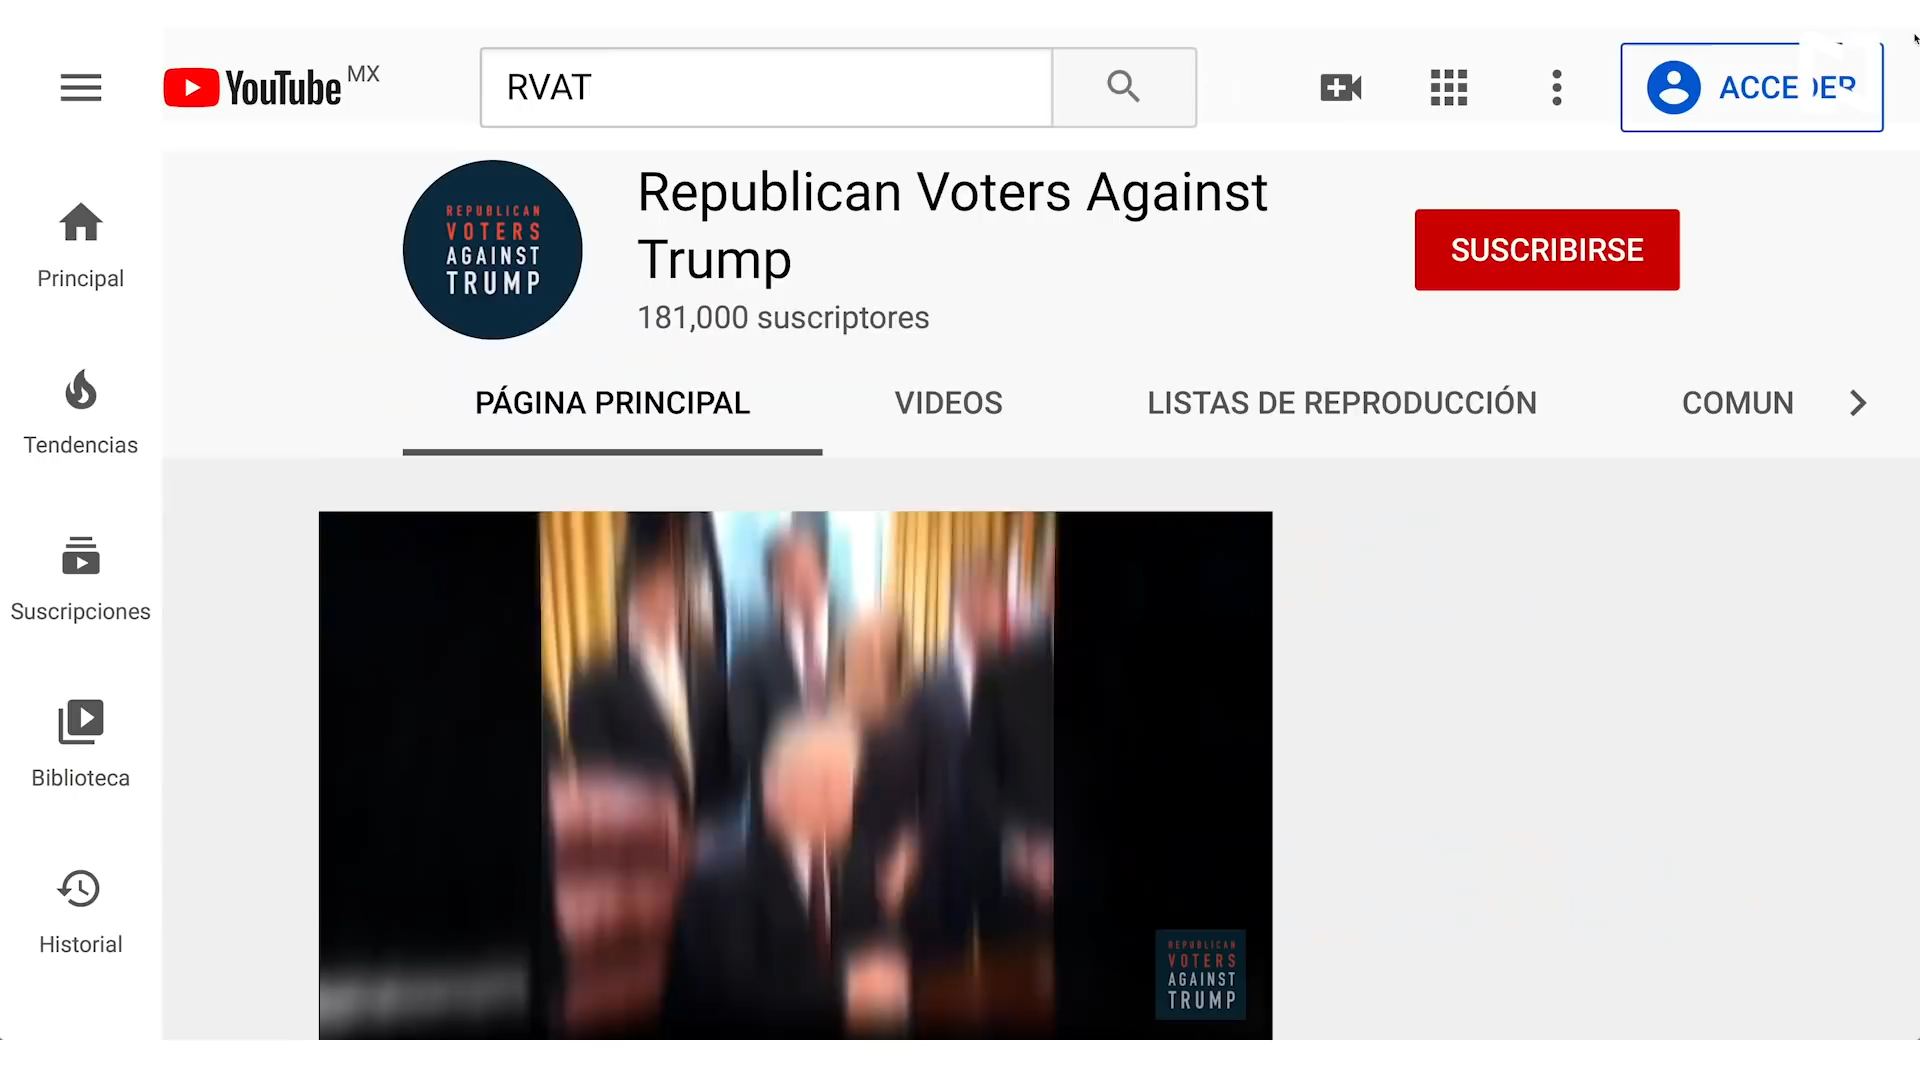 YouTube MX
RVAT
ACCEDER
Republican Voters Against
Trump
181,000 suscriptores
SUSCRIBIRSE
REPUBLICAN
VOTERS
AGAINST
TRUMP
PÁGINA PRINCIPAL
VIDEOS
LISTAS DE REPRODUCCIÓN
COMUN
Principal
Tendencias
Suscripciones
Biblioteca
Historial
REPUBLICAN
VOTERS
AGAINST
TRUMP